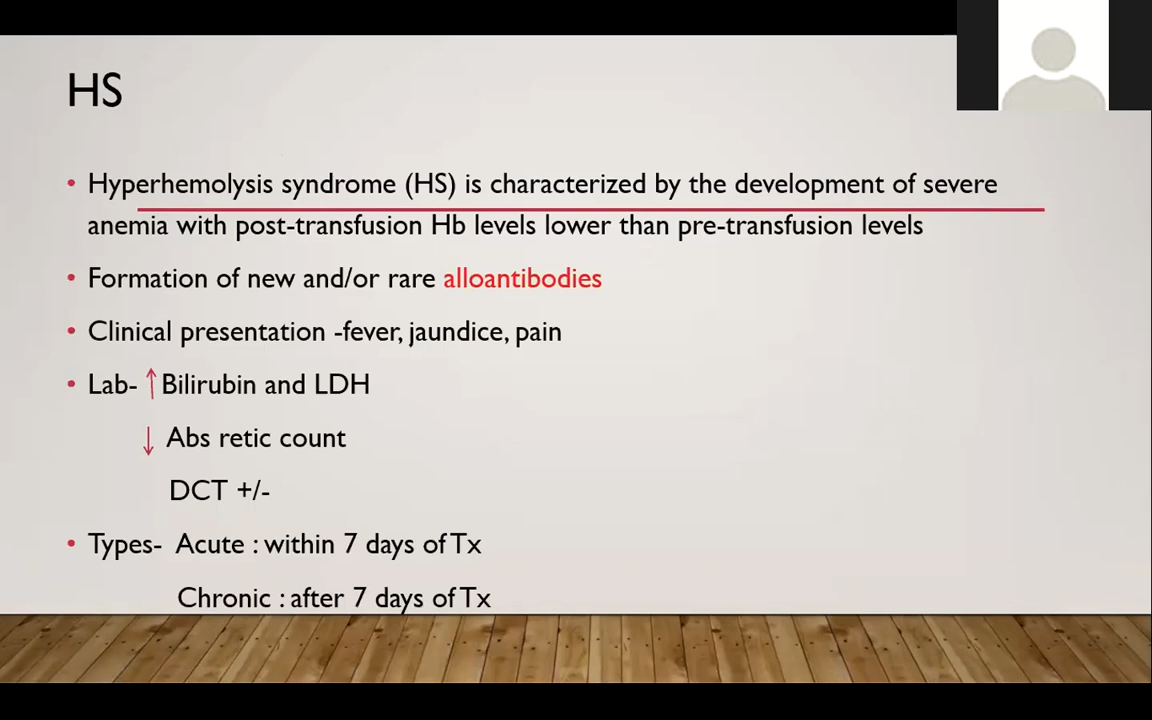 HS
• Hyperhemolysis syndrome (HS) is characterized by the development of severe
anemia with post-transfusion Hb levels lower than pre-transfusion levels
• Formation of new and/or rare alloantibodies
• Clinical presentation -fever, jaundice, pain
• Lab- ↑ Bilirubin and LDH
↓ Abs retic count
DCT +/-
• Types- Acute : within 7 days of Tx
Chronic : after 7 days of Tx